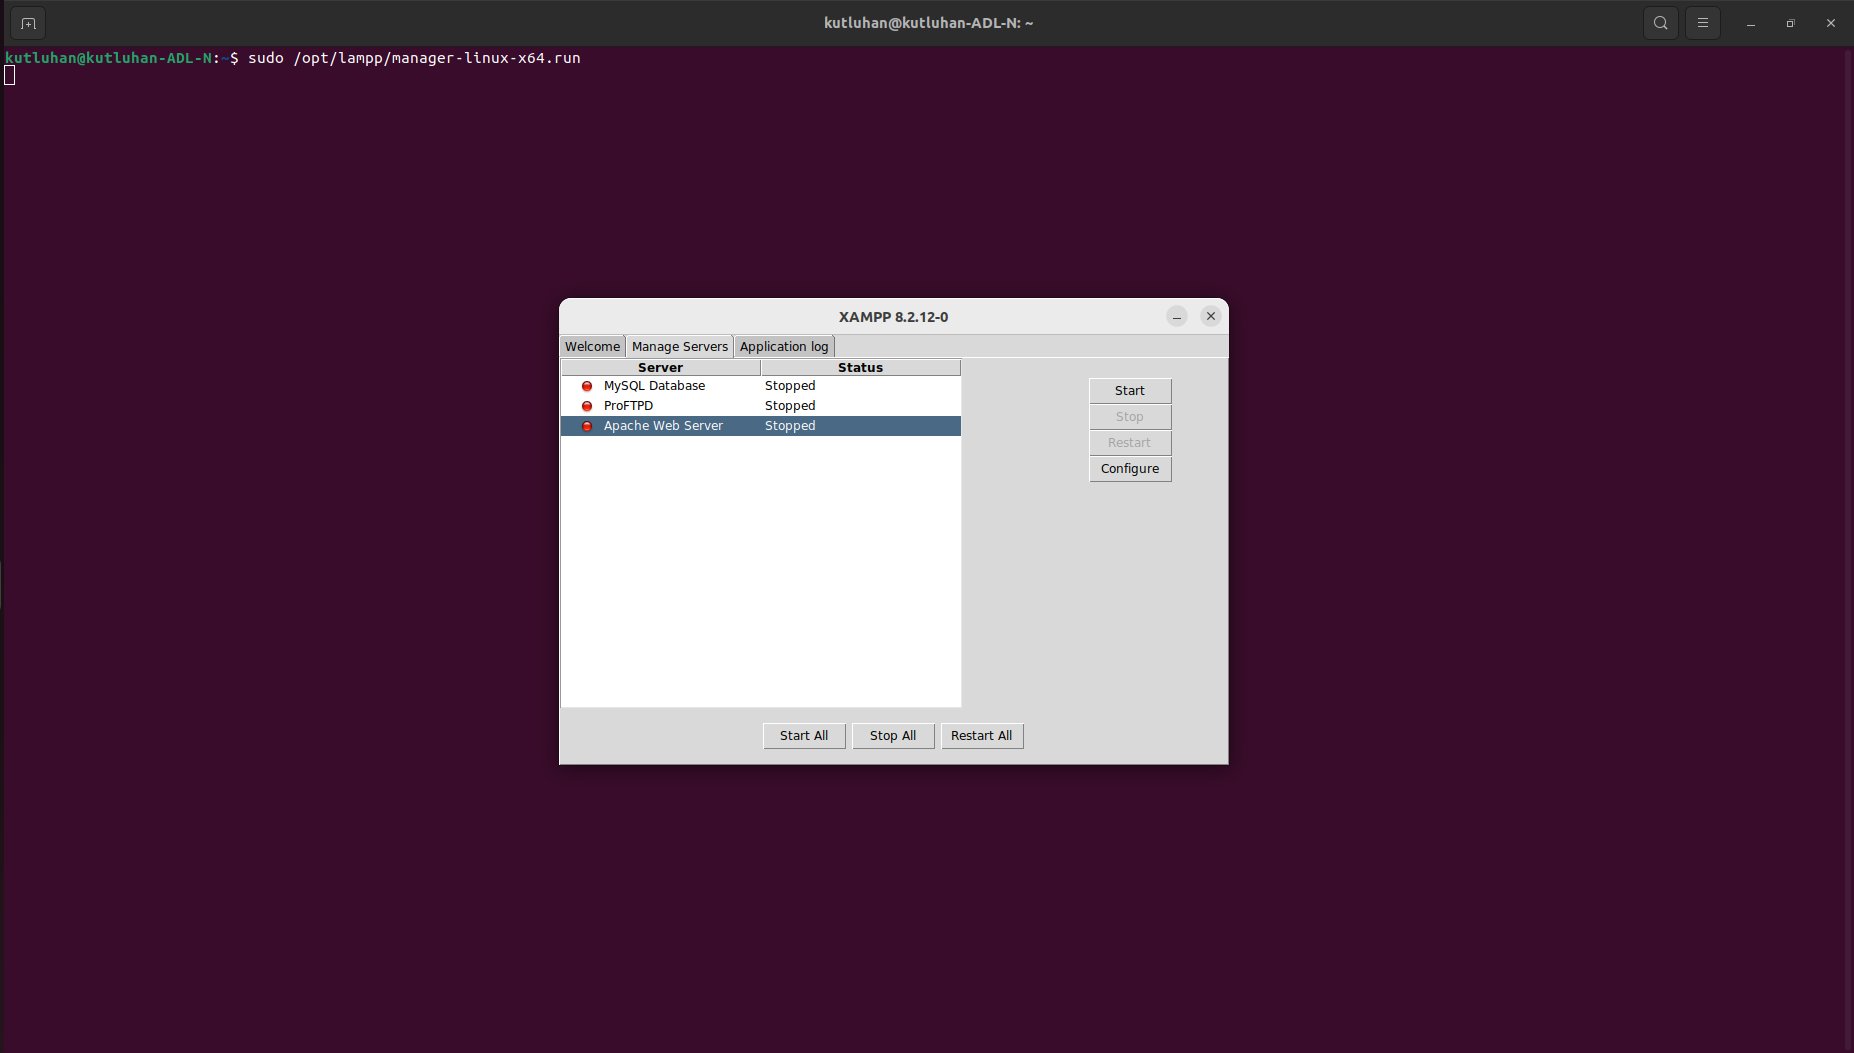 kutluhan@kutluhan-ADL-N: ~
kutluhan@kutluhan-ADL-N:~$ sudo /opt/lampp/manager-linux-x64.run
XAMPP 8.2.12-0
Welcome Manage Servers Application log
Server Status
MySQL Database Stopped
ProFTPD Stopped
Apache Web Server Stopped
Start
Stop
Restart
Configure
Start All Stop All Restart All